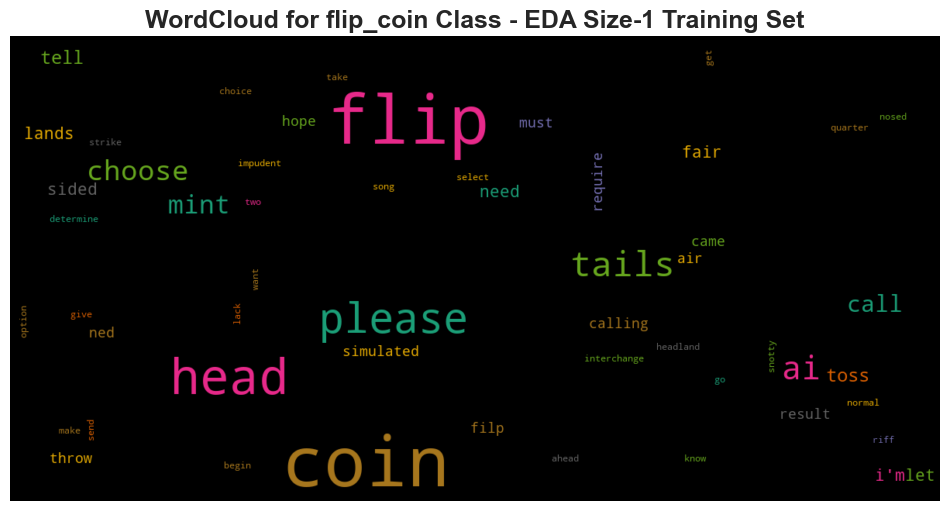 WordCloud for flip_coin Class - EDA Size-1 Training Set
tell
take
get
choice
flip
hope
must
nosed
quarter
lands
strike
fair
choose
impudent
require
select
song
sided
need
mint
two
determine
came
tails
air
want
call
option
give
lack
please
calling
ned
simulated
headland
interchange
snotty
head
ai
toss
go
normal
result
make
send
filp
riff
throw
coin
begin
ahead
know
i'm
let